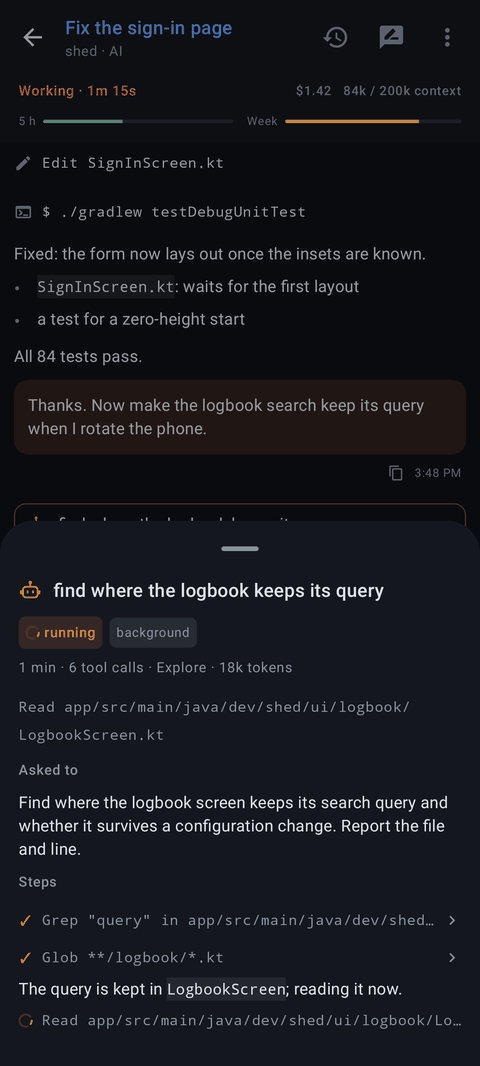 Fix the sign-in page
shed · AI
Working · 1m 15s
$1.42 84k / 200k context
5 h
Week
Edit SignInScreen.kt
$ ./gradlew testDebugUnitTest
Fixed: the form now lays out once the insets are known.
• SignInScreen.kt: waits for the first layout
• a test for a zero-height start
All 84 tests pass.
Thanks. Now make the logbook search keep its query
when I rotate the phone.
3:48 PM
find where the logbook keeps its query
running
background
1 min · 6 tool calls · Explore · 18k tokens
Read app/src/main/java/dev/shed/ui/logbook/
LogbookScreen.kt
Asked to
Find where the logbook screen keeps its search query and
whether it survives a configuration change. Report the file
and line.
Steps
✓ Grep "query" in app/src/main/java/dev/shed…
✓ Glob **/logbook/*.kt
The query is kept in LogbookScreen; reading it now.
Read app/src/main/java/dev/shed/ui/logbook/Lo…